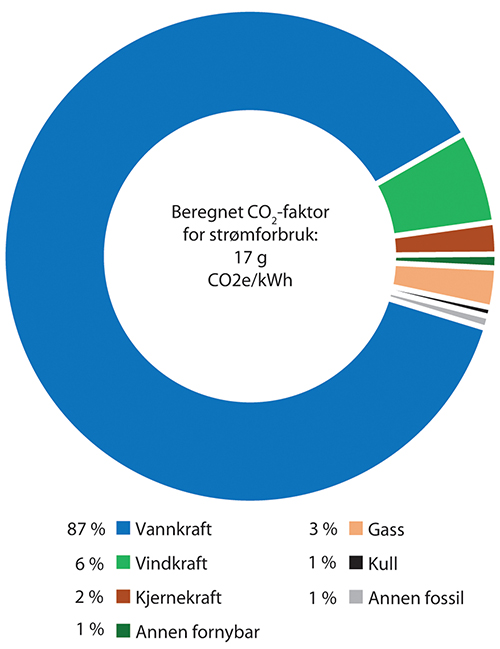 Beregnet CO₂-faktor
for strømforbruk:
17 g
CO2e/kWh
87 % Vannkraft
6 % Vindkraft
2 % Kjernekraft
1 % Annen fornybar
3 % Gass
1 % Kull
1 % Annen fossil